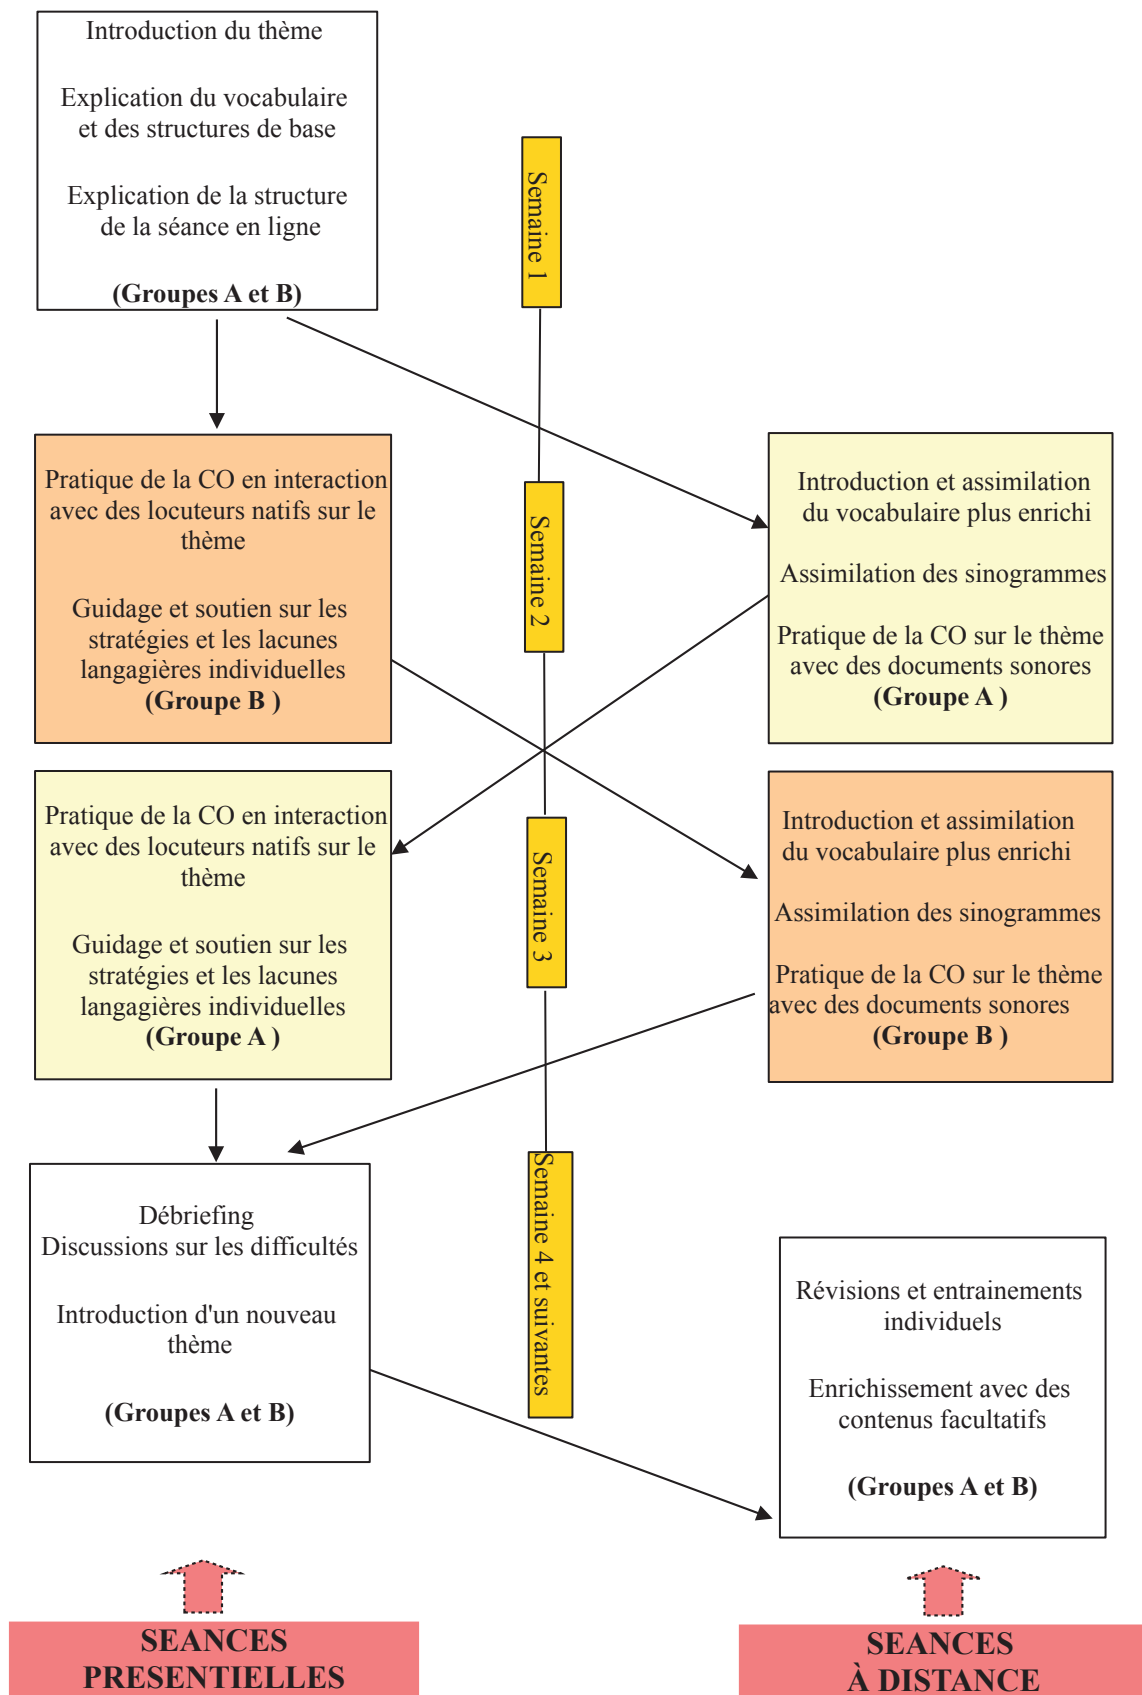 Introduction du thème
Explication du vocabulaire
et des structures de base
Explication de la structure
de la séance en ligne
(Groupes A et B)
Semaine 1
Pratique de la CO en interaction
avec des locuteurs natifs sur le
thème
Guidage et soutien sur les
stratégies et les lacunes
langagières individuelles
(Groupe B )
Semaine 2
Introduction et assimilation
du vocabulaire plus enrichi
Assimilation des sinogrammes
Pratique de la CO sur le thème
avec des documents sonores
(Groupe A )
Pratique de la CO en interaction
avec des locuteurs natifs sur le
thème
Guidage et soutien sur les
stratégies et les lacunes
langagières individuelles
(Groupe A )
Semaine 3
Introduction et assimilation
du vocabulaire plus enrichi
Assimilation des sinogrammes
Pratique de la CO sur le thème
avec des documents sonores
(Groupe B )
Débriefing
Discussions sur les difficultés
Introduction d'un nouveau
thème
(Groupes A et B)
Semaine 4 et suivantes
Révisions et entrainements
individuels
Enrichissement avec des
contenus facultatifs
(Groupes A et B)
SEANCES
PRESENTIELLES
SEANCES
À DISTANCE